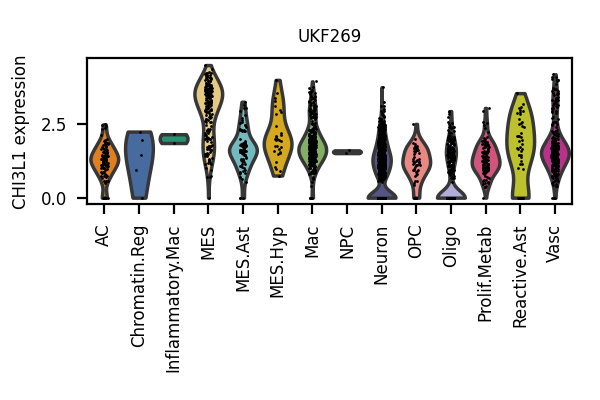 UKF269
CHI3L1 expression
2.5
0.0
AC
Chromatin.Reg
Inflammatory.Mac
MES
MES.Ast
MES.Hyp
Mac
NPC
Neuron
OPC
Oligo
Prolif.Metab
Reactive.Ast
Vasc